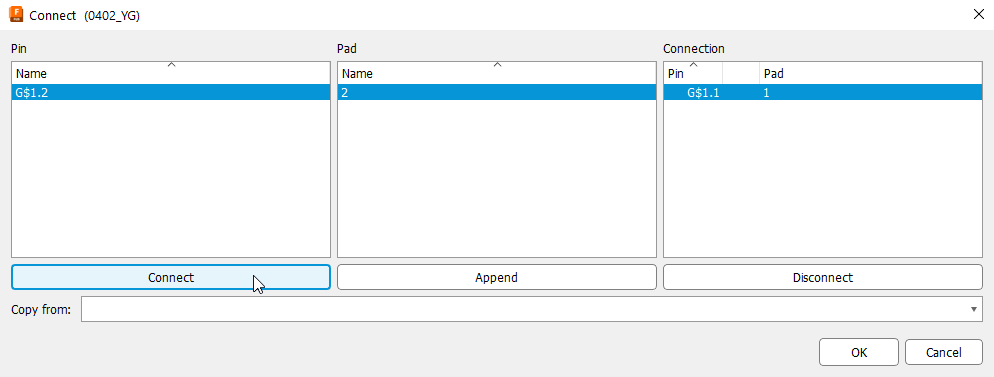 Connect (0402_YG)
Pin
Pad
Connection
Name
Name
Pin
Pad
G$1.2
2
G$1.1
1
Connect
Append
Disconnect
Copy from:
OK
Cancel